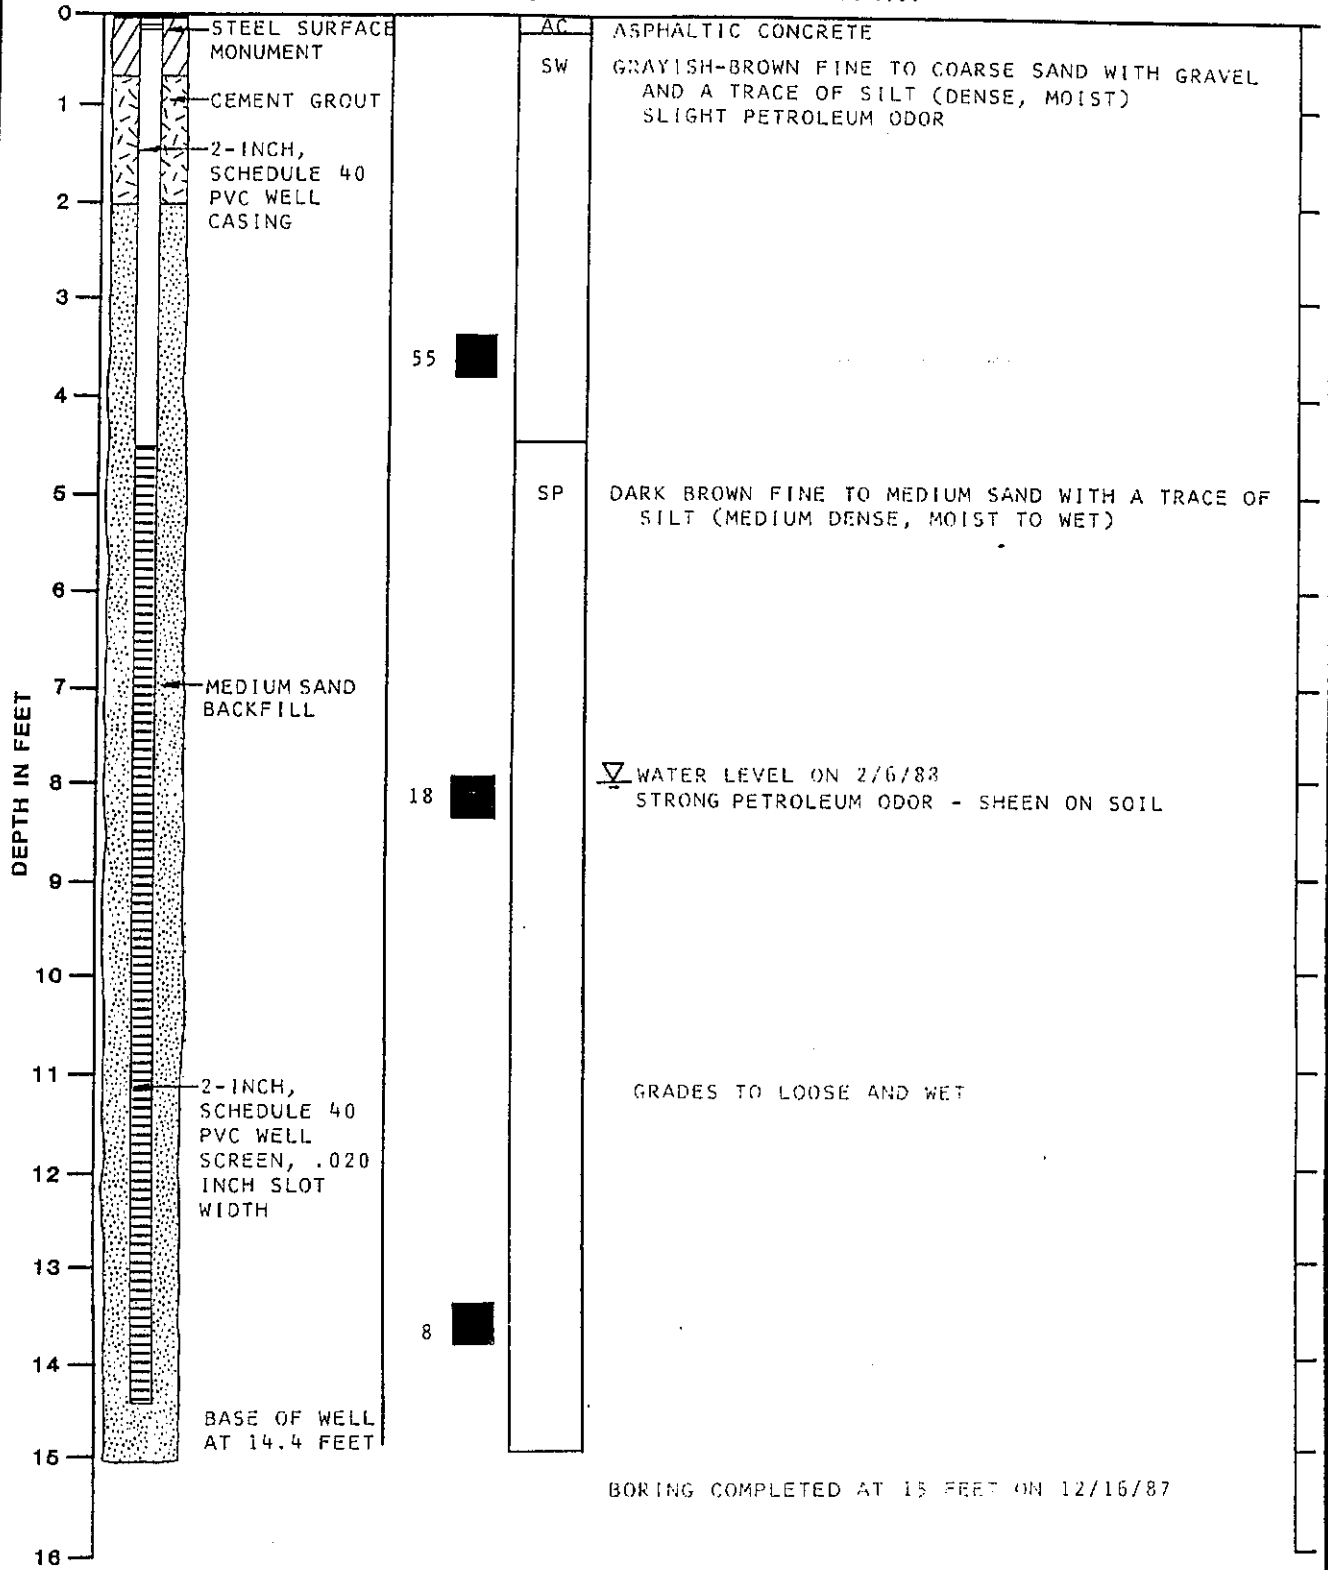 0
STEEL SURFACE
MONUMENT
1
CEMENT GROUT
2-INCH,
SCHEDULE 40
PVC WELL
CASING
2
3
4
5
6
7
MEDIUM SAND
BACKFILL
DEPTH IN FEET
8
9
10
11
2-INCH,
SCHEDULE 40
PVC WELL
SCREEN, .020
INCH SLOT
WIDTH
12
13
14
BASE OF WELL
AT 14.4 FEET
15
16
55
18
8
AC
ASPHALTIC CONCRETE
SW
GRAYISH-BROWN FINE TO COARSE SAND WITH GRAVEL
AND A TRACE OF SILT (DENSE, MOIST)
SLIGHT PETROLEUM ODOR
SP
DARK BROWN FINE TO MEDIUM SAND WITH A TRACE OF
SILT (MEDIUM DENSE, MOIST TO WET)
WATER LEVEL ON 2/6/88
STRONG PETROLEUM ODOR - SHEEN ON SOIL
GRADES TO LOOSE AND WET
BORING COMPLETED AT 15 FEET ON 12/16/87